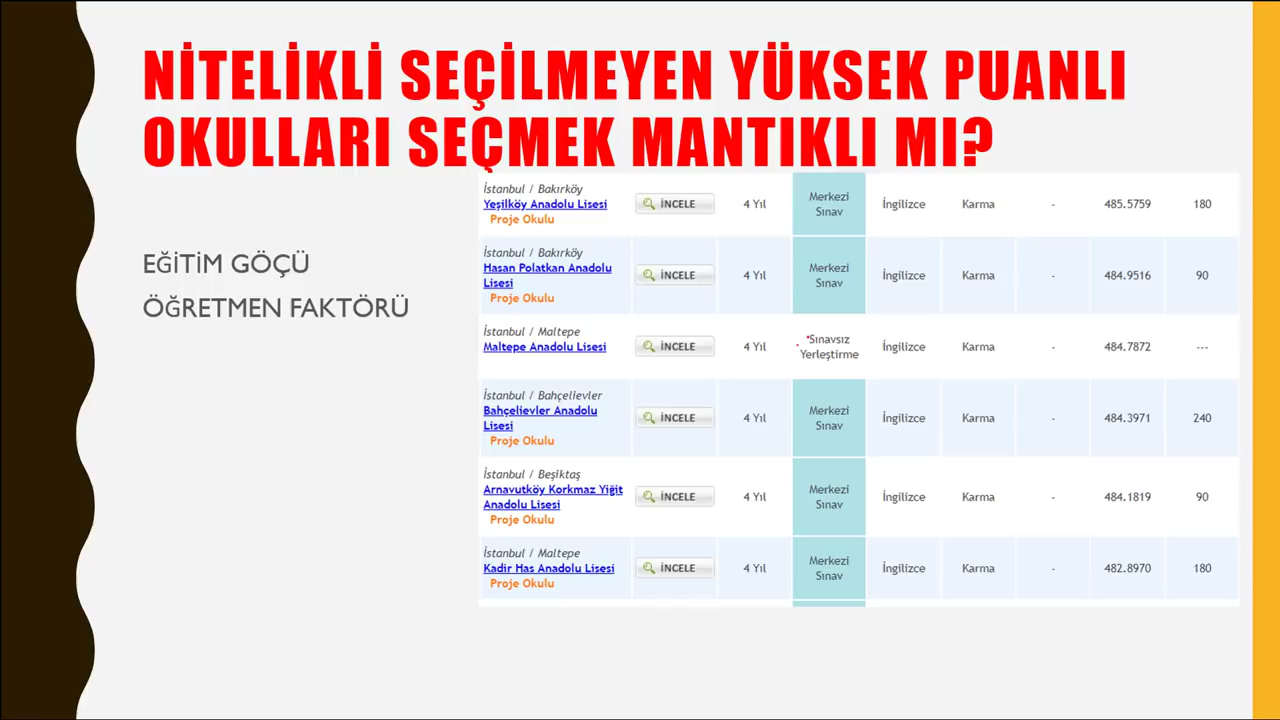 NİTELİKLİ SEÇİLMEYEN YÜKSEK PUANLI
OKULLARI SEÇMEK MANTIKLI MI?
EĞİTİM GÖÇÜ
ÖĞRETMEN FAKTÖRÜ
İstanbul / Bakırköy
Yeşilköy Anadolu Lisesi
Proje Okulu
İNCELE
4 Yıl
Merkezi
Sınav
İngilizce
Karma
-
485.5759
180
İstanbul / Bakırköy
Hasan Polatkan Anadolu
Lisesi
Proje Okulu
İNCELE
4 Yıl
Merkezi
Sınav
İngilizce
Karma
-
484.9516
90
İstanbul / Maltepe
Maltepe Anadolu Lisesi
İNCELE
4 Yıl
*Sınavsız
Yerleştirme
İngilizce
Karma
-
484.7872
---
İstanbul / Bahçelievler
Bahçelievler Anadolu
Lisesi
Proje Okulu
İNCELE
4 Yıl
Merkezi
Sınav
İngilizce
Karma
-
484.3971
240
İstanbul / Beşiktaş
Arnavutköy Korkmaz Yiğit
Anadolu Lisesi
Proje Okulu
İNCELE
4 Yıl
Merkezi
Sınav
İngilizce
Karma
-
484.1819
90
İstanbul / Maltepe
Kadir Has Anadolu Lisesi
Proje Okulu
İNCELE
4 Yıl
Merkezi
Sınav
İngilizce
Karma
-
482.8970
180